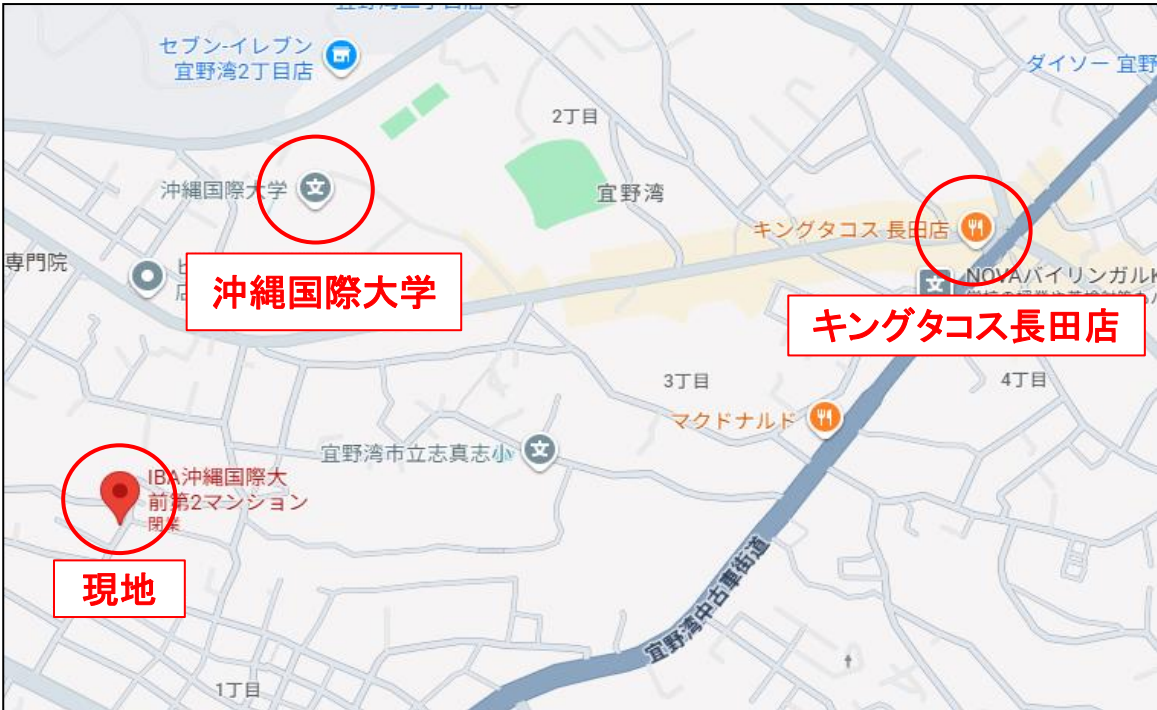 セブン-イレブン
宜野湾2丁目店
ダイソー 宜野
2丁目
沖縄国際大学
宜野湾
キングタコス 長田店
専門院
沖縄国際大学
NOVAバイリンガルK
キングタコス長田店
3丁目
4丁目
マクドナルド
宜野湾市立志真志小
IBA沖縄国際大
前第2マンション
閉業
現地
宜野湾中古車街道
1丁目